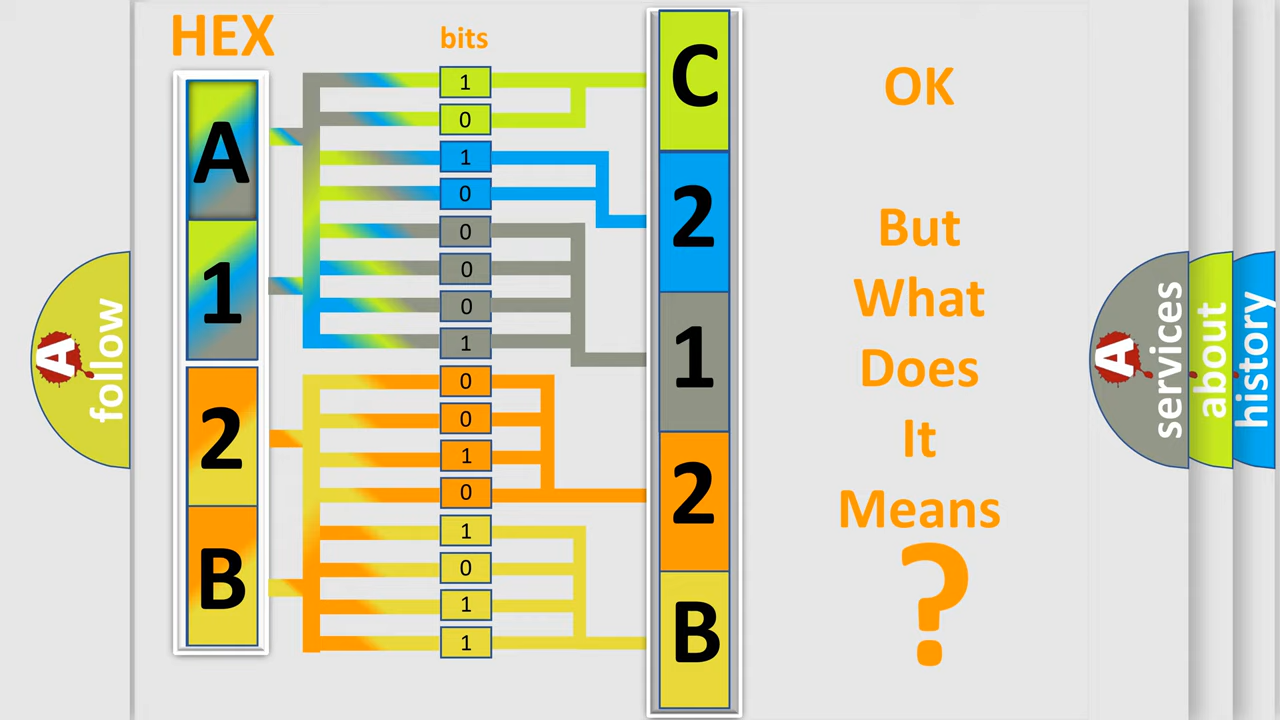 HEX
bits
A
1
2
B
1
0
1
0
0
0
0
1
0
0
1
0
1
0
1
1
C
2
1
2
B
OK
But
What
Does
It
Means
?
A
follow
A
services
about
history